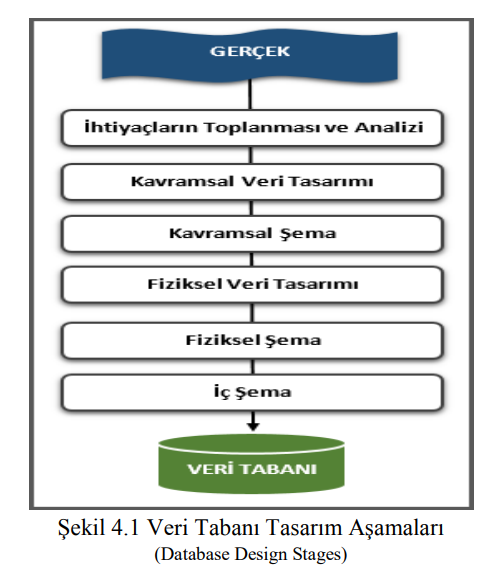 GERÇEK
İhtiyaçların Toplanması ve Analizi
Kavramsal Veri Tasarımı
Kavramsal Şema
Fiziksel Veri Tasarımı
Fiziksel Şema
İç Şema
VERİ TABANI
Şekil 4.1 Veri Tabanı Tasarım Aşamaları
(Database Design Stages)